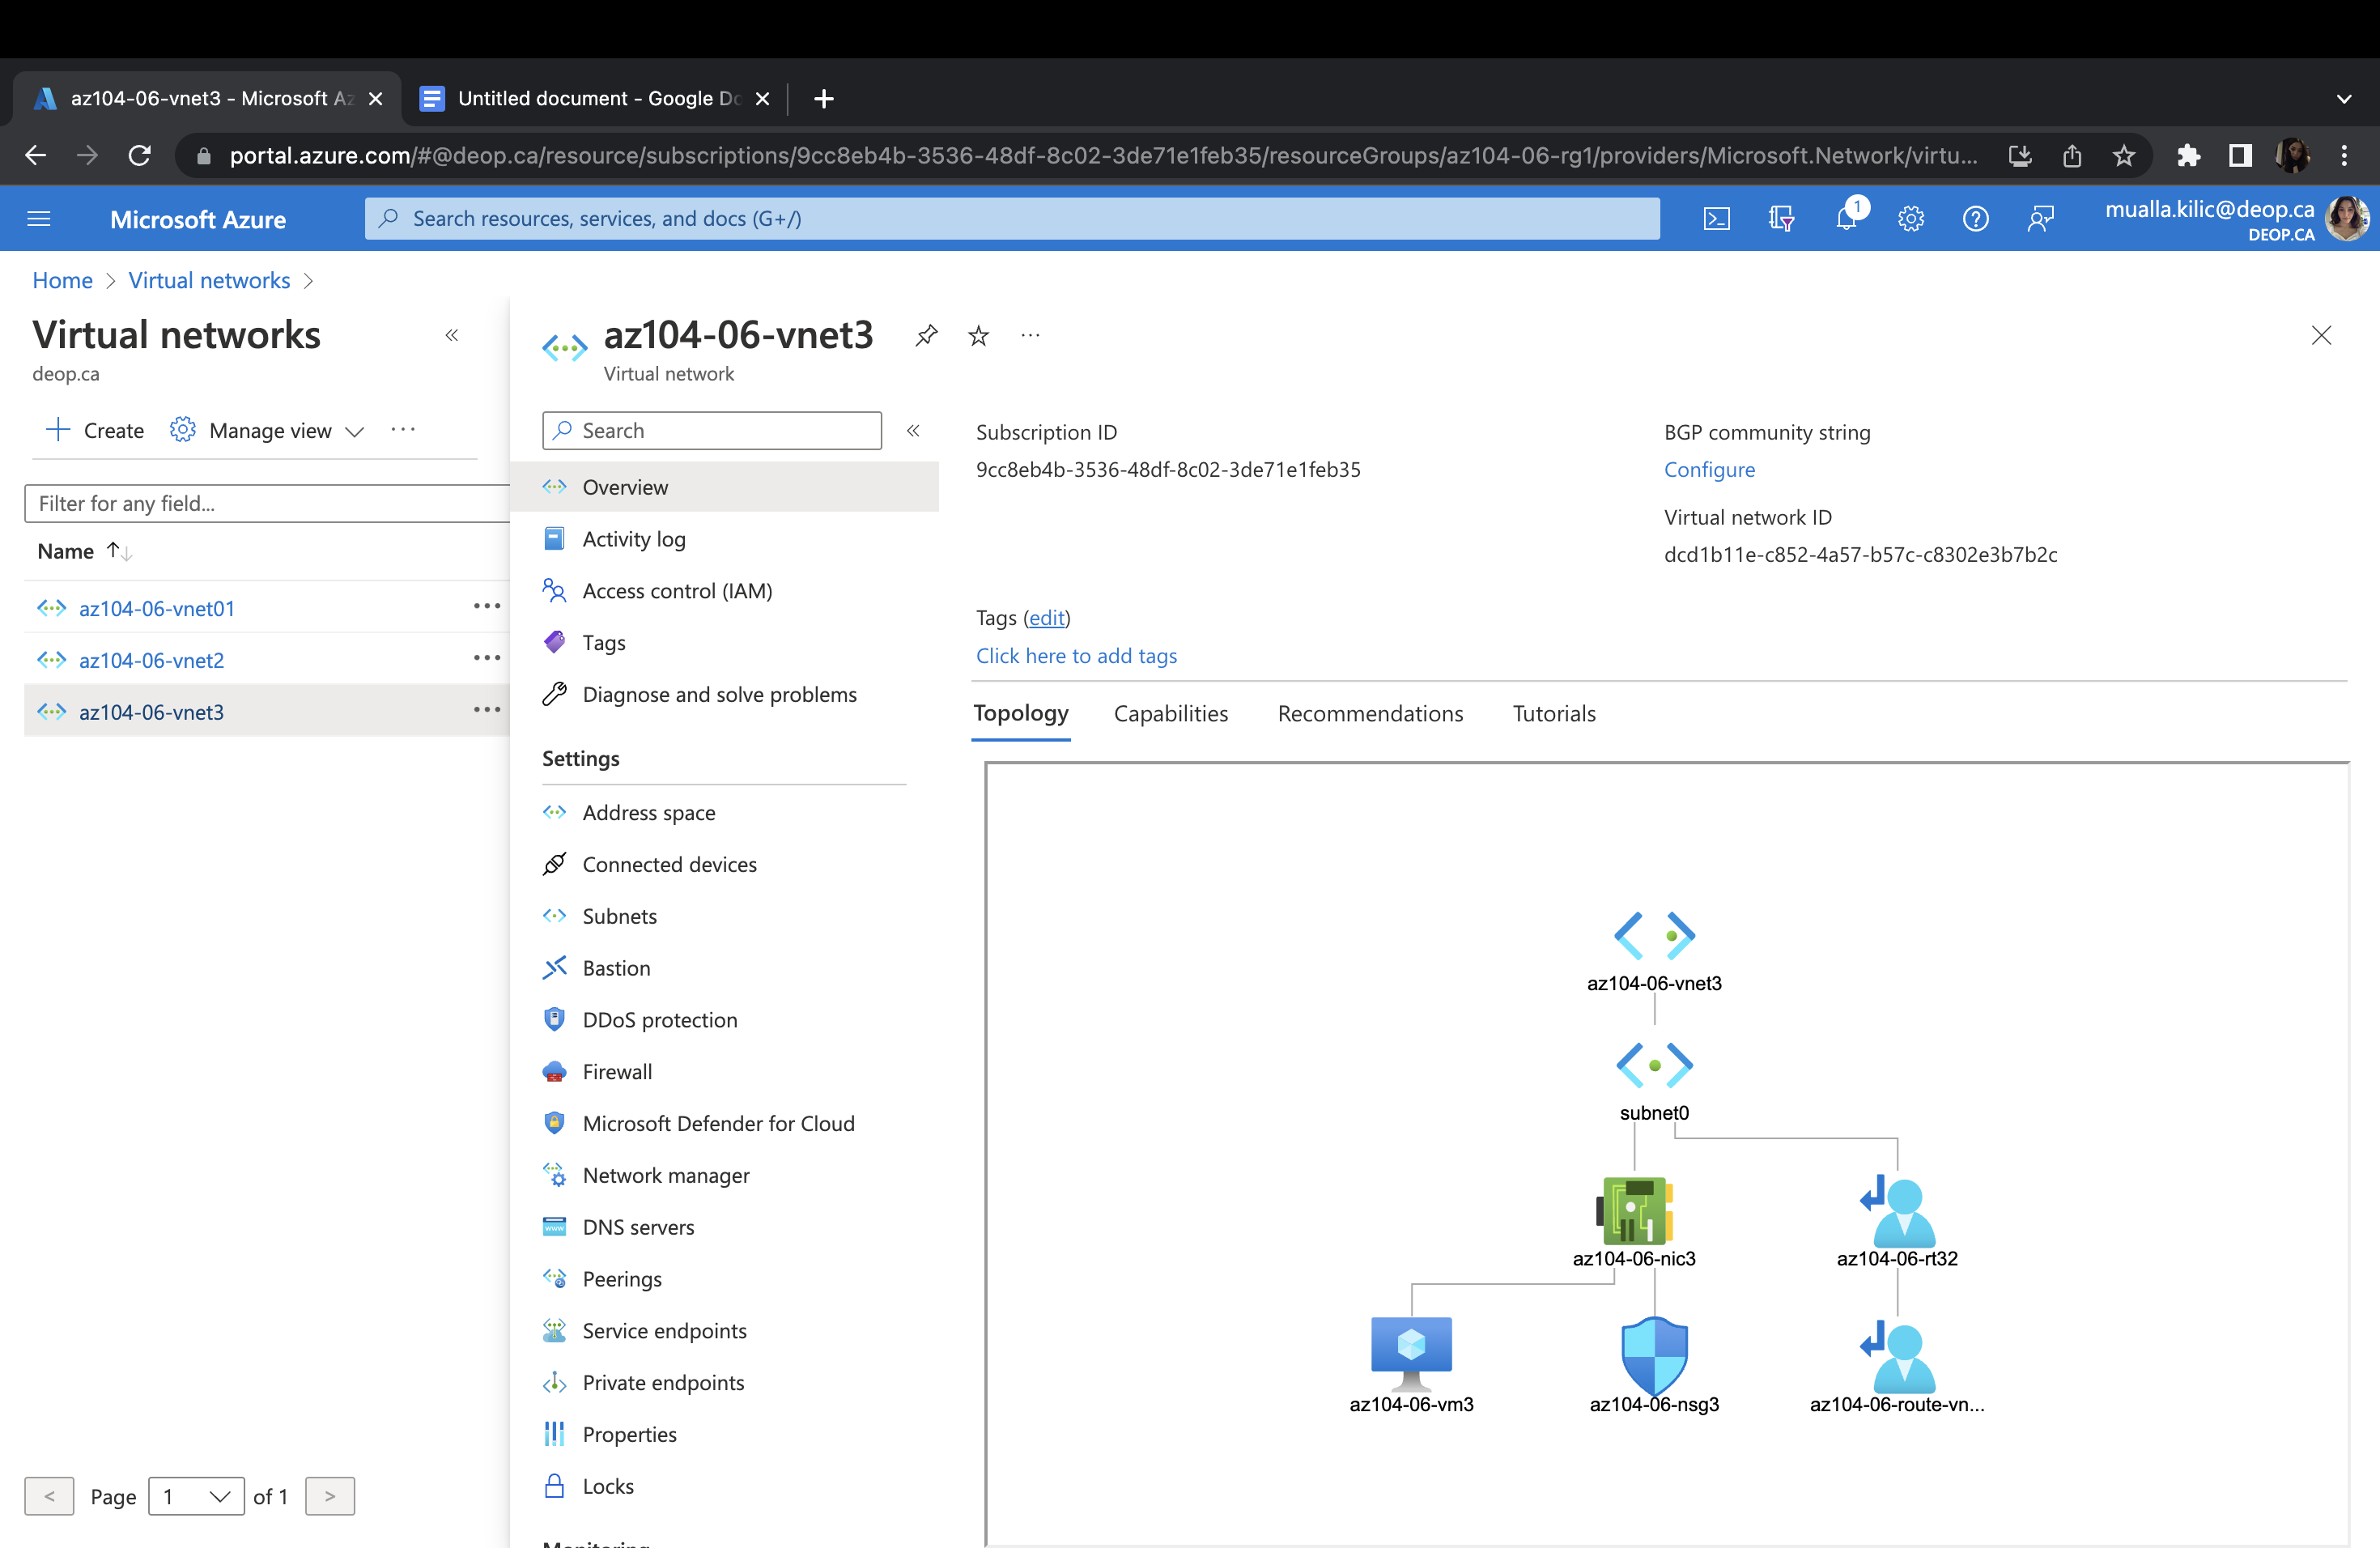 az104-06-vnet3 - Microsoft Az
Untitled document - Google Do
portal.azure.com/#@deop.ca/resource/subscriptions/9cc8eb4b-3536-48df-8c02-3de71e1feb35/resourceGroups/az104-06-rg1/providers/Microsoft.Network/virtu...
Microsoft Azure
Search resources, services, and docs (G+/)
1
mualla.kilic@deop.ca
DEOP.CA
Home > Virtual networks >
Virtual networks
deop.ca
Create Manage view ...
Filter for any field...
Name
az104-06-vnet01
az104-06-vnet2
az104-06-vnet3
< Page 1 of 1 >
az104-06-vnet3
Virtual network
Search
Overview
Activity log
Access control (IAM)
Tags
Diagnose and solve problems
Settings
Address space
Connected devices
Subnets
Bastion
DDoS protection
Firewall
Microsoft Defender for Cloud
Network manager
DNS servers
Peerings
Service endpoints
Private endpoints
Properties
Locks
Monitoring
Subscription ID
9cc8eb4b-3536-48df-8c02-3de71e1feb35
BGP community string
Configure
Virtual network ID
dcd1b11e-c852-4a57-b57c-c8302e3b7b2c
Tags (edit)
Click here to add tags
Topology Capabilities Recommendations Tutorials
az104-06-vnet3
subnet0
az104-06-nic3
az104-06-rt32
az104-06-vm3
az104-06-nsg3
az104-06-route-vn...